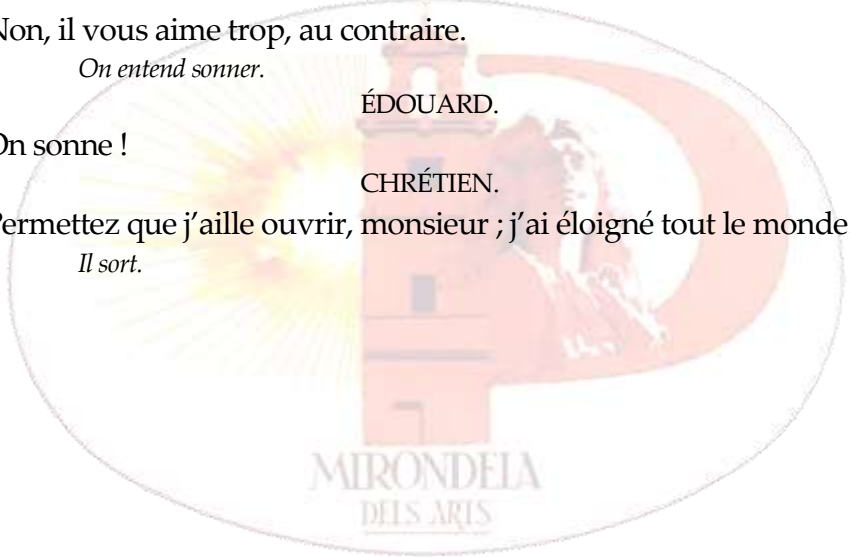 Non, il vous aime trop, au contraire.
On entend sonner.
ÉDOUARD.
On sonne !
CHRÉTIEN.
Permettez que j'aille ouvrir, monsieur ; j'ai éloigné tout le monde
Il sort.
MIRONDELA
DELS ARTS